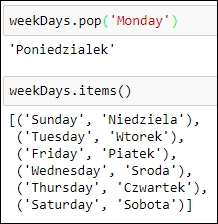 weekDays.pop('Monday')
'Poniedzialek'
weekDays.items()
[('Sunday', 'Niedziela'),
('Tuesday', 'Wtorek'),
('Friday', 'Piatek'),
('Wednesday', 'Sroda'),
('Thursday', 'Czwartek'),
('Saturday', 'Sobota')]